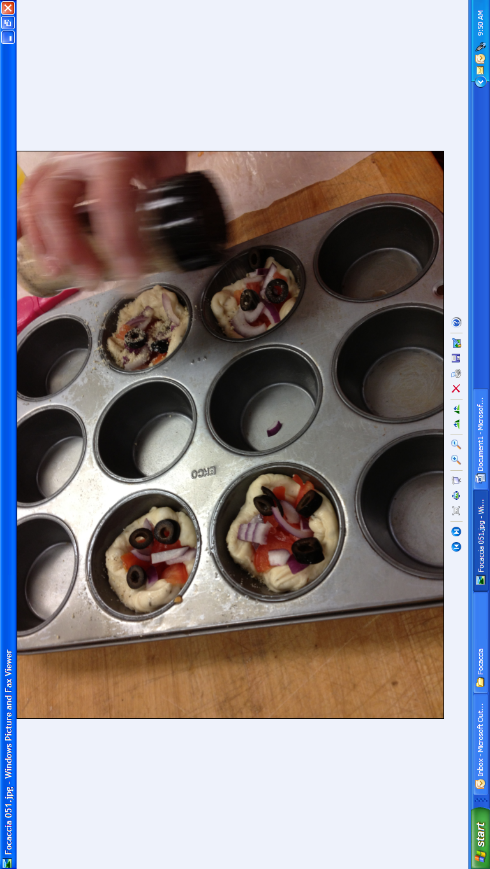 Focaccia 051.jpg - Windows Picture and Fax Viewer
EKCO
start
Inbox - Microsoft Out...
Focaccia
Focaccia 051.jpg - Wi...
Document1 - Microsof...
9:50 AM